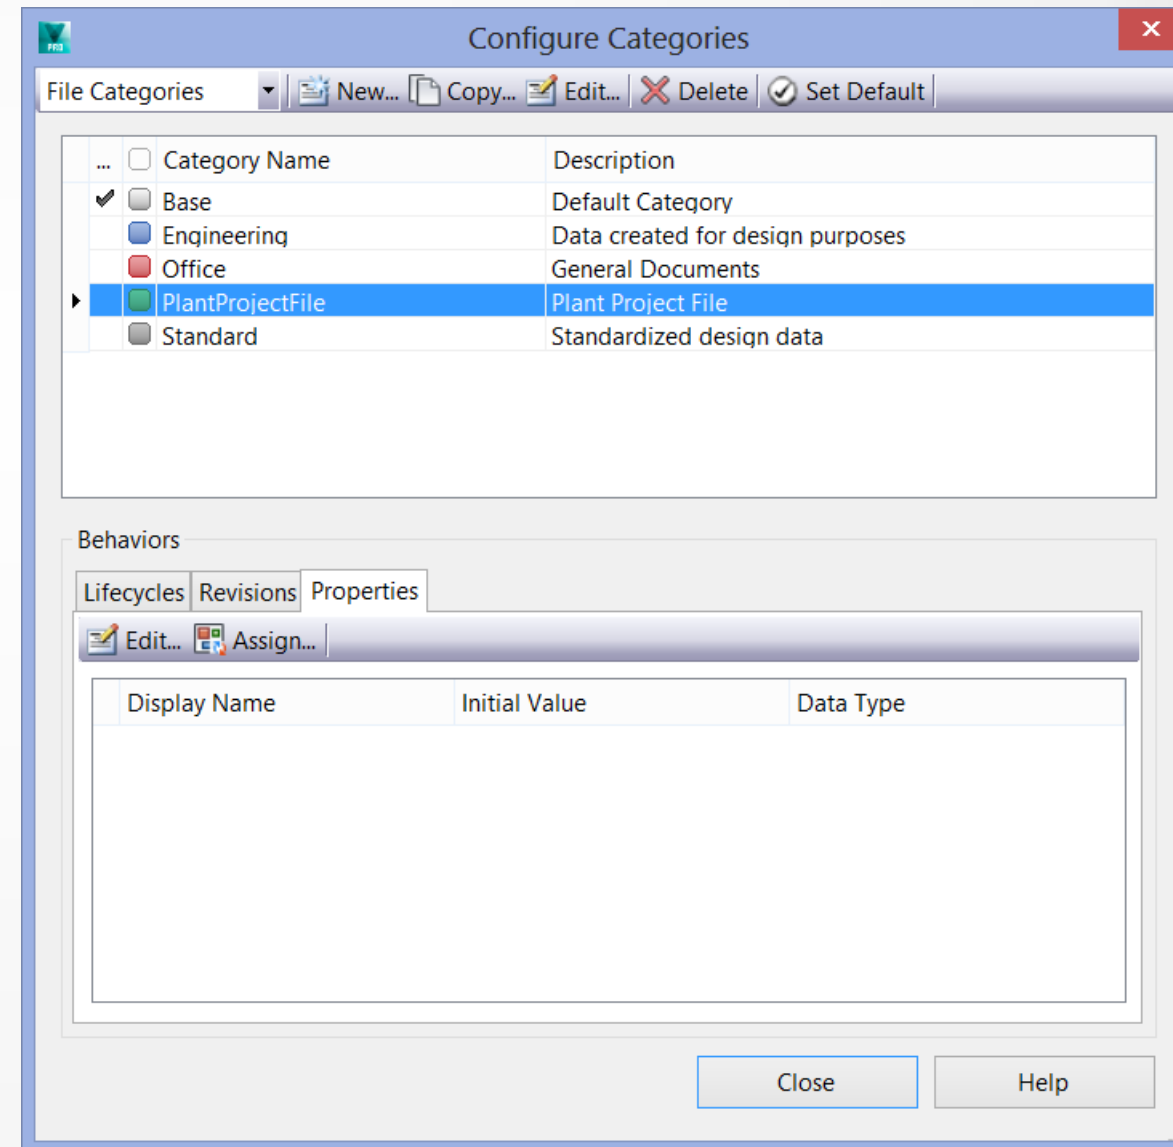 PRO
Configure Categories
File Categories New... Copy... Edit... Delete Set Default
... Category Name Description
Base Default Category
Engineering Data created for design purposes
Office General Documents
PlantProjectFile Plant Project File
Standard Standardized design data
Behaviors
Lifecycles Revisions Properties
Edit... Assign...
Display Name Initial Value Data Type
Close Help